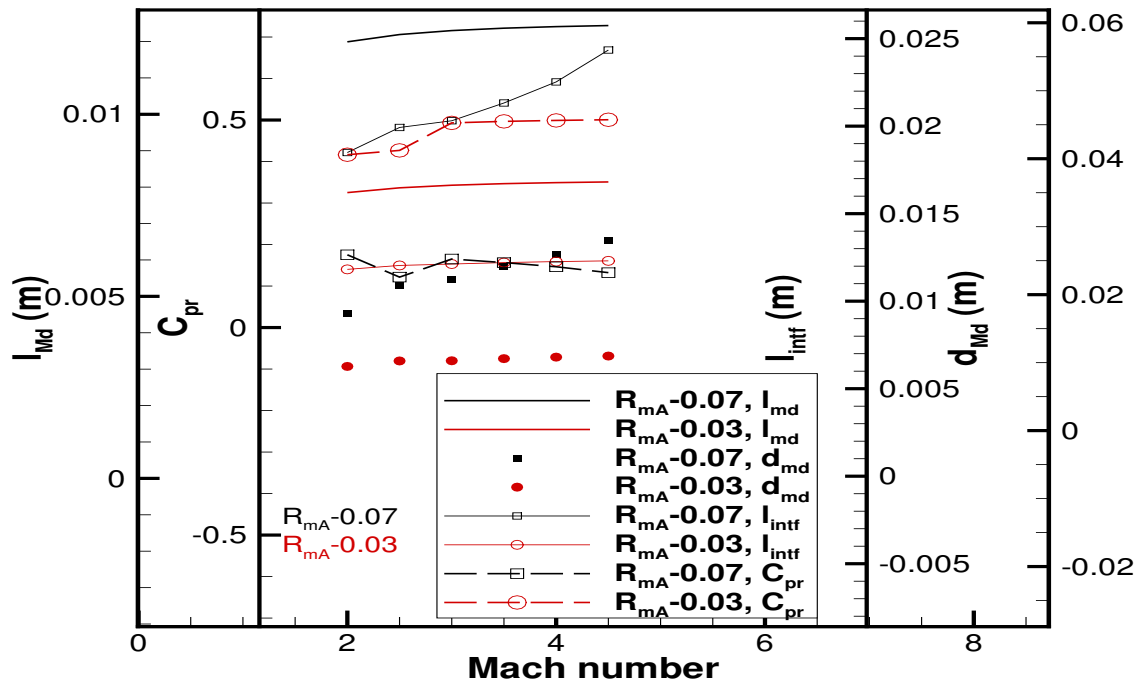 l_Md (m)
0.01
0.005
0
C_pr
0.5
0
-0.5
l_intf (m)
0.025
0.02
0.015
0.01
0.005
0
-0.005
d_Md (m)
0.06
0.04
0.02
0
-0.02
R_mA-0.07, l_md
R_mA-0.03, l_md
R_mA-0.07, d_md
R_mA-0.03, d_md
R_mA-0.07, l_intf
R_mA-0.03, l_intf
R_mA-0.07, C_pr
R_mA-0.03, C_pr
R_mA-0.07
R_mA-0.03
0 2 4 6 8
Mach number